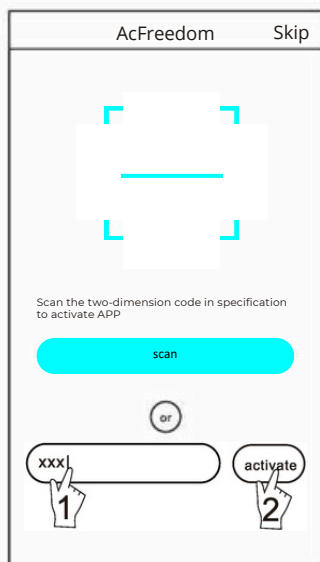 AcFreedom Skip
Scan the two-dimension code in specification
to activate APP
scan
or
xxx
activate
1
2